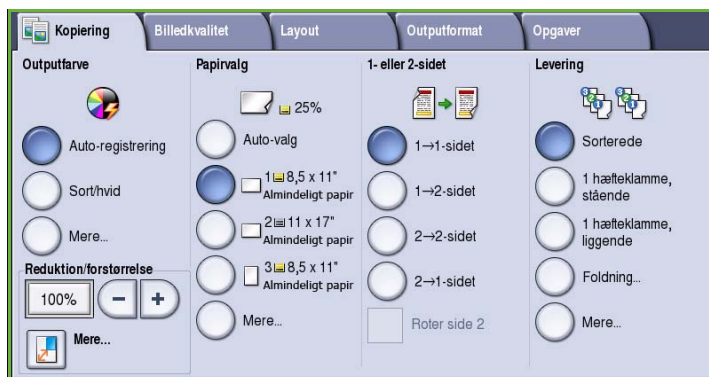 Kopiering
Billedkvalitet
Layout
Outputformat
Opgaver
Outputfarve
Auto-registrering
Sort/hvid
Mere...
Reduktion/forstørrelse
100%
Mere...
Papirvalg
25%
Auto-valg
1 8,5 x 11"
Almindeligt papir
2 11 x 17"
Almindeligt papir
3 8,5 x 11"
Almindeligt papir
Mere...
1- eller 2-sidet
1→1-sidet
1→2-sidet
2→2-sidet
2→1-sidet
Roter side 2
Levering
Sorterede
1 hæfteklamme,
stående
1 hæfteklamme,
liggende
Foldning...
Mere...